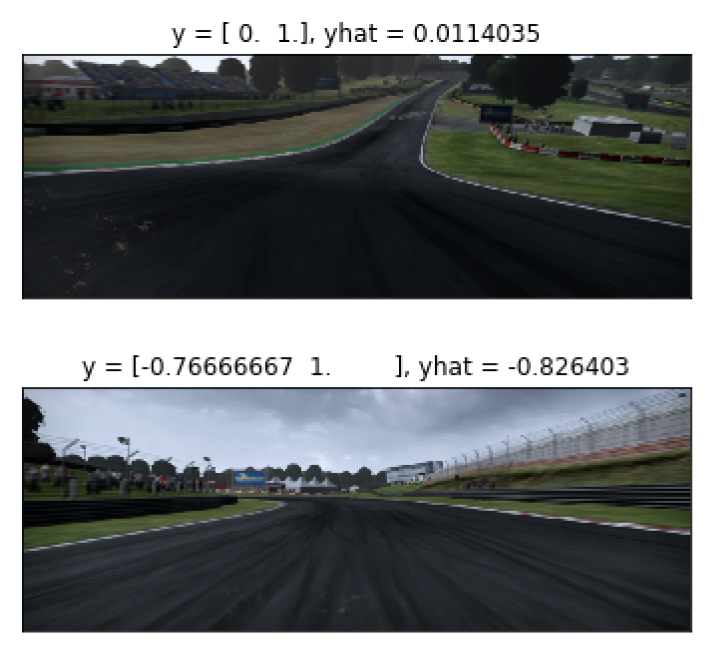 y = [ 0.  1.], yhat = 0.0114035
y = [-0.76666667  1.        ], yhat = -0.826403